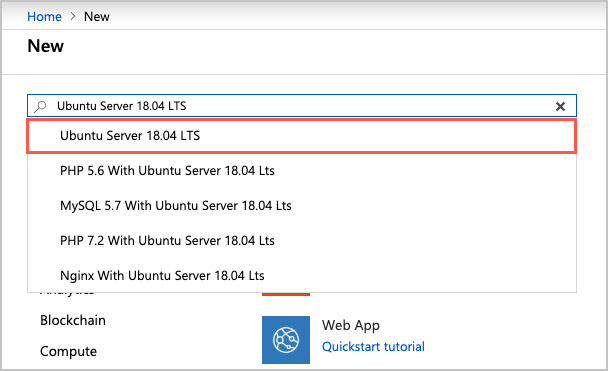 Home > New
New
Ubuntu Server 18.04 LTS
Ubuntu Server 18.04 LTS
PHP 5.6 With Ubuntu Server 18.04 Lts
MySQL 5.7 With Ubuntu Server 18.04 Lts
PHP 7.2 With Ubuntu Server 18.04 Lts
Nginx With Ubuntu Server 18.04 Lts
Analytics
Blockchain
Web App
Quickstart tutorial
Compute